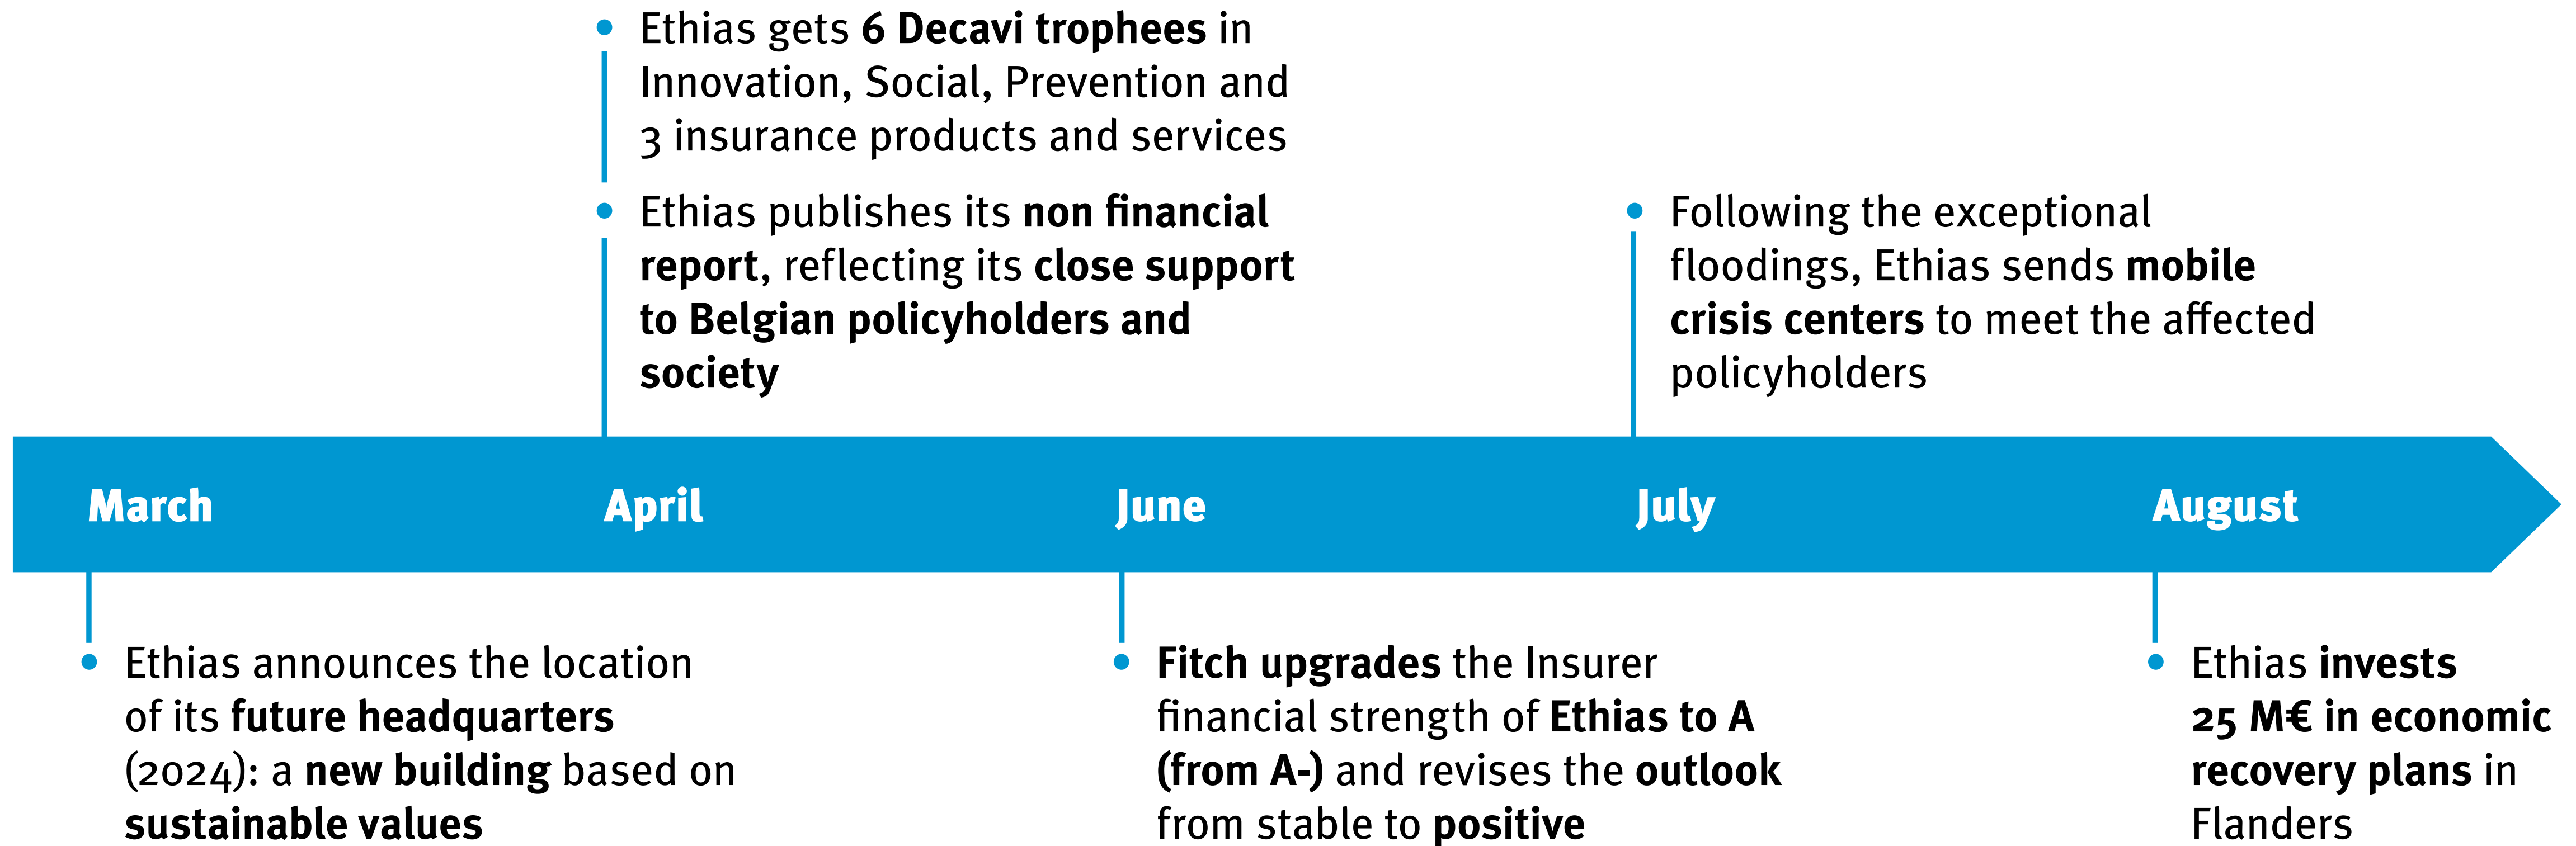 Ethias gets 6 Decavi trophees in
Innovation, Social, Prevention and
3 insurance products and services
Ethias publishes its non financial
report, reflecting its close support
to Belgian policyholders and
society
Following the exceptional
floodings, Ethias sends mobile
crisis centers to meet the affected
policyholders
March
April
June
July
August
Ethias announces the location
of its future headquarters
(2024): a new building based on
sustainable values
Fitch upgrades the Insurer
financial strength of Ethias to A
(from A-) and revises the outlook
from stable to positive
Ethias invests
25 M€ in economic
recovery plans in
Flanders